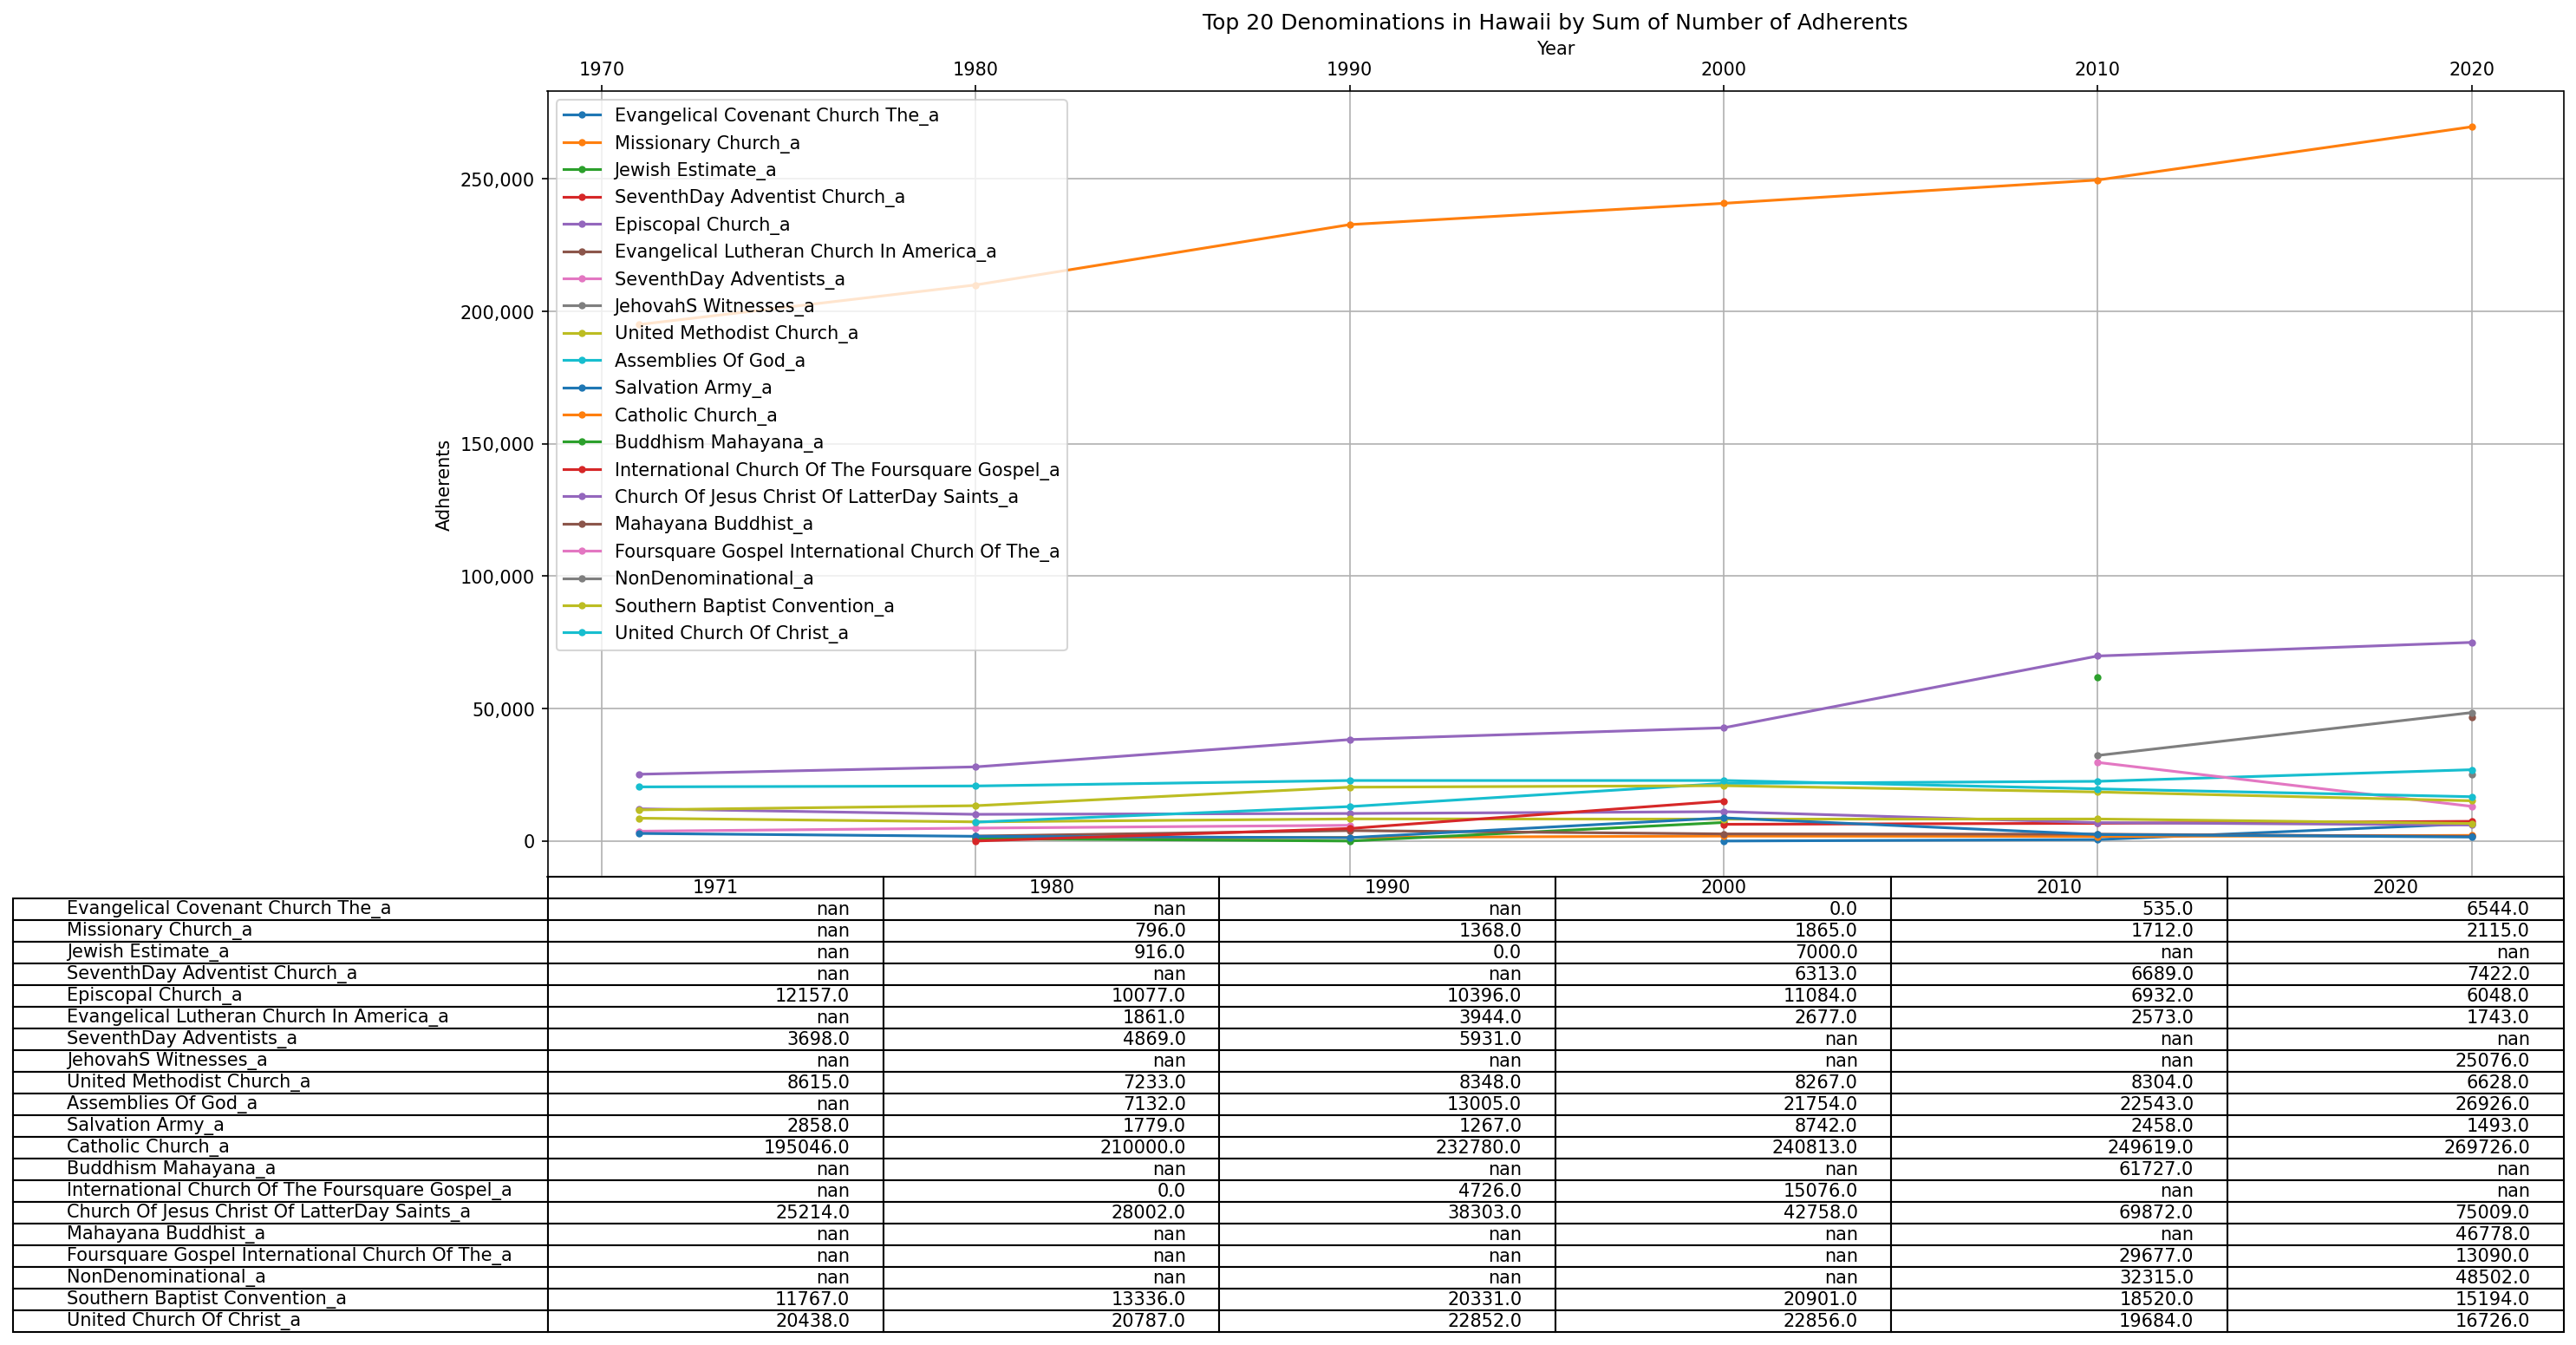 Top 20 Denominations in Hawaii by Sum of Number of Adherents
Year
1970 1980 1990 2000 2010 2020
Evangelical Covenant Church The_a
Missionary Church_a
Jewish Estimate_a
SeventhDay Adventist Church_a
Episcopal Church_a
Evangelical Lutheran Church In America_a
SeventhDay Adventists_a
JehovahS Witnesses_a
United Methodist Church_a
Assemblies Of God_a
Salvation Army_a
Catholic Church_a
Buddhism Mahayana_a
International Church Of The Foursquare Gospel_a
Church Of Jesus Christ Of LatterDay Saints_a
Mahayana Buddhist_a
Foursquare Gospel International Church Of The_a
NonDenominational_a
Southern Baptist Convention_a
United Church Of Christ_a
Adherents
250,000
200,000
150,000
100,000
50,000
0
1971 1980 1990 2000 2010 2020
Evangelical Covenant Church The_a nan nan nan 0.0 535.0 6544.0
Missionary Church_a nan 796.0 1368.0 1865.0 1712.0 2115.0
Jewish Estimate_a nan 916.0 0.0 7000.0 nan nan
SeventhDay Adventist Church_a nan nan nan 6313.0 6689.0 7422.0
Episcopal Church_a 12157.0 10077.0 10396.0 11084.0 6932.0 6048.0
Evangelical Lutheran Church In America_a nan 1861.0 3944.0 2677.0 2573.0 1743.0
SeventhDay Adventists_a 3698.0 4869.0 5931.0 nan nan nan
JehovahS Witnesses_a nan nan nan nan nan 25076.0
United Methodist Church_a 8615.0 7233.0 8348.0 8267.0 8304.0 6628.0
Assemblies Of God_a nan 7132.0 13005.0 21754.0 22543.0 26926.0
Salvation Army_a 2858.0 1779.0 1267.0 8742.0 2458.0 1493.0
Catholic Church_a 195046.0 210000.0 232780.0 240813.0 249619.0 269726.0
Buddhism Mahayana_a nan nan nan nan 61727.0 nan
International Church Of The Foursquare Gospel_a nan 0.0 4726.0 15076.0 nan nan
Church Of Jesus Christ Of LatterDay Saints_a 25214.0 28002.0 38303.0 42758.0 69872.0 75009.0
Mahayana Buddhist_a nan nan nan nan nan 46778.0
Foursquare Gospel International Church Of The_a nan nan nan nan 29677.0 13090.0
NonDenominational_a nan nan nan nan 32315.0 48502.0
Southern Baptist Convention_a 11767.0 13336.0 20331.0 20901.0 18520.0 15194.0
United Church Of Christ_a 20438.0 20787.0 22852.0 22856.0 19684.0 16726.0